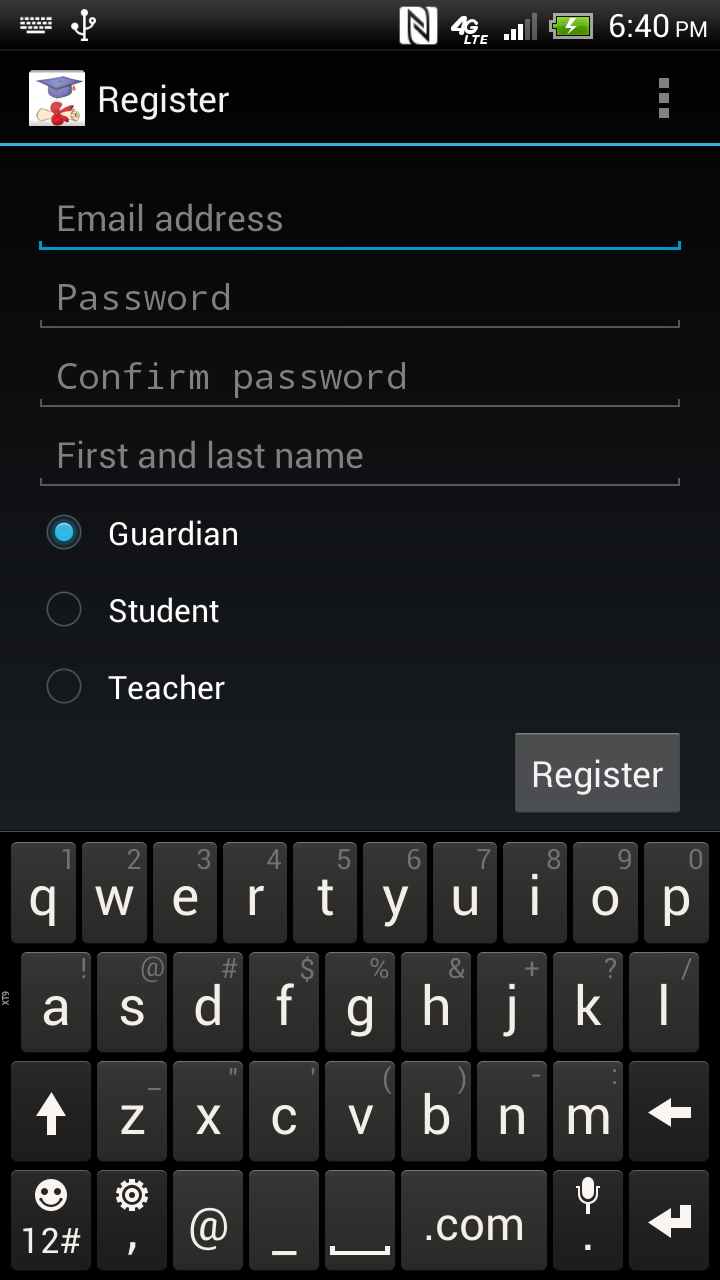 4G LTE 6:40 PM
Register
Email address
Password
Confirm password
First and last name
Guardian
Student
Teacher
Register
1 2 3 4 5 6 7 8 9 0
q w e r t y u i o p
! @ # $ % & + ? /
XT9 a s d f g h j k l
_ " ' ( ) - :
z x c v b n m
12# , @ _ .com .